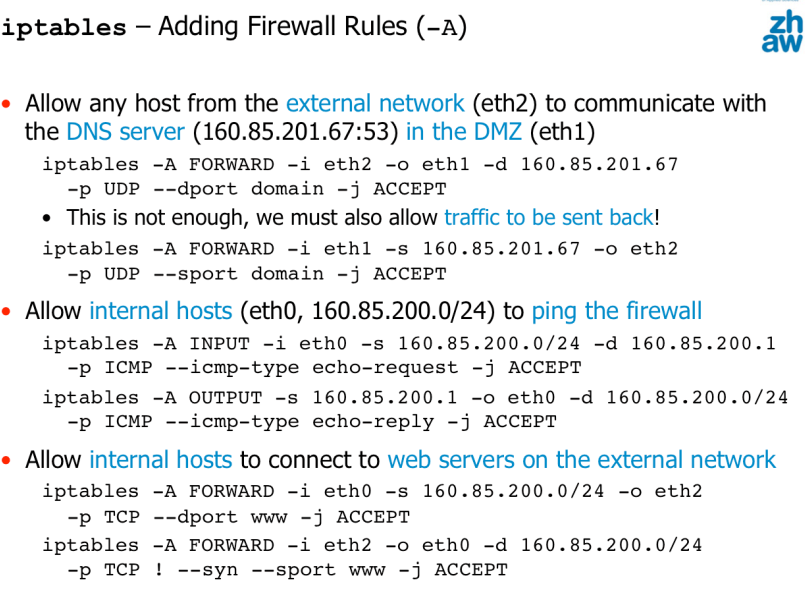 iptables – Adding Firewall Rules (-A)
zh
aw
• Allow any host from the external network (eth2) to communicate with
the DNS server (160.85.201.67:53) in the DMZ (eth1)
iptables -A FORWARD -i eth2 -o eth1 -d 160.85.201.67
-p UDP --dport domain -j ACCEPT
• This is not enough, we must also allow traffic to be sent back!
iptables -A FORWARD -i eth1 -s 160.85.201.67 -o eth2
-p UDP --sport domain -j ACCEPT
• Allow internal hosts (eth0, 160.85.200.0/24) to ping the firewall
iptables -A INPUT -i eth0 -s 160.85.200.0/24 -d 160.85.200.1
-p ICMP --icmp-type echo-request -j ACCEPT
iptables -A OUTPUT -s 160.85.200.1 -o eth0 -d 160.85.200.0/24
-p ICMP --icmp-type echo-reply -j ACCEPT
• Allow internal hosts to connect to web servers on the external network
iptables -A FORWARD -i eth0 -s 160.85.200.0/24 -o eth2
-p TCP --dport www -j ACCEPT
iptables -A FORWARD -i eth2 -o eth0 -d 160.85.200.0/24
-p TCP ! --syn --sport www -j ACCEPT